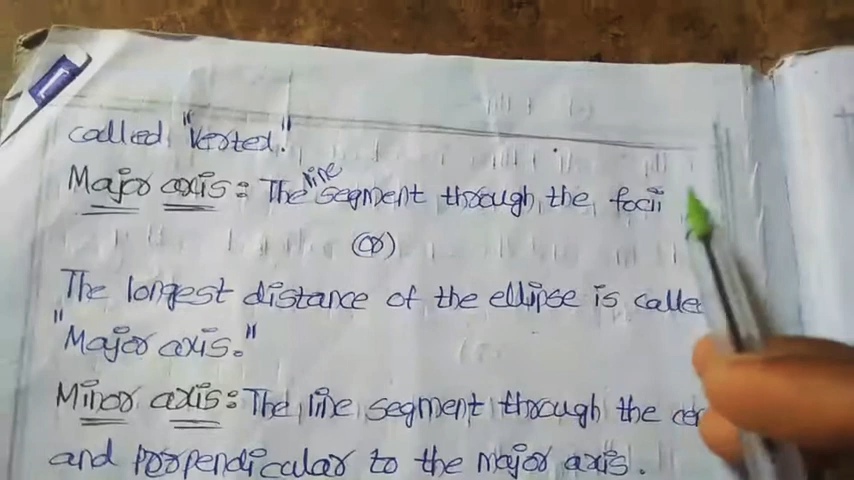 called "Vertex."
Major axis: The line segment through the focii
(or)
The longest distance of the ellipse is called
"Major axis."
Minor axis: The line segment through the
and perpendicular to the major axis.